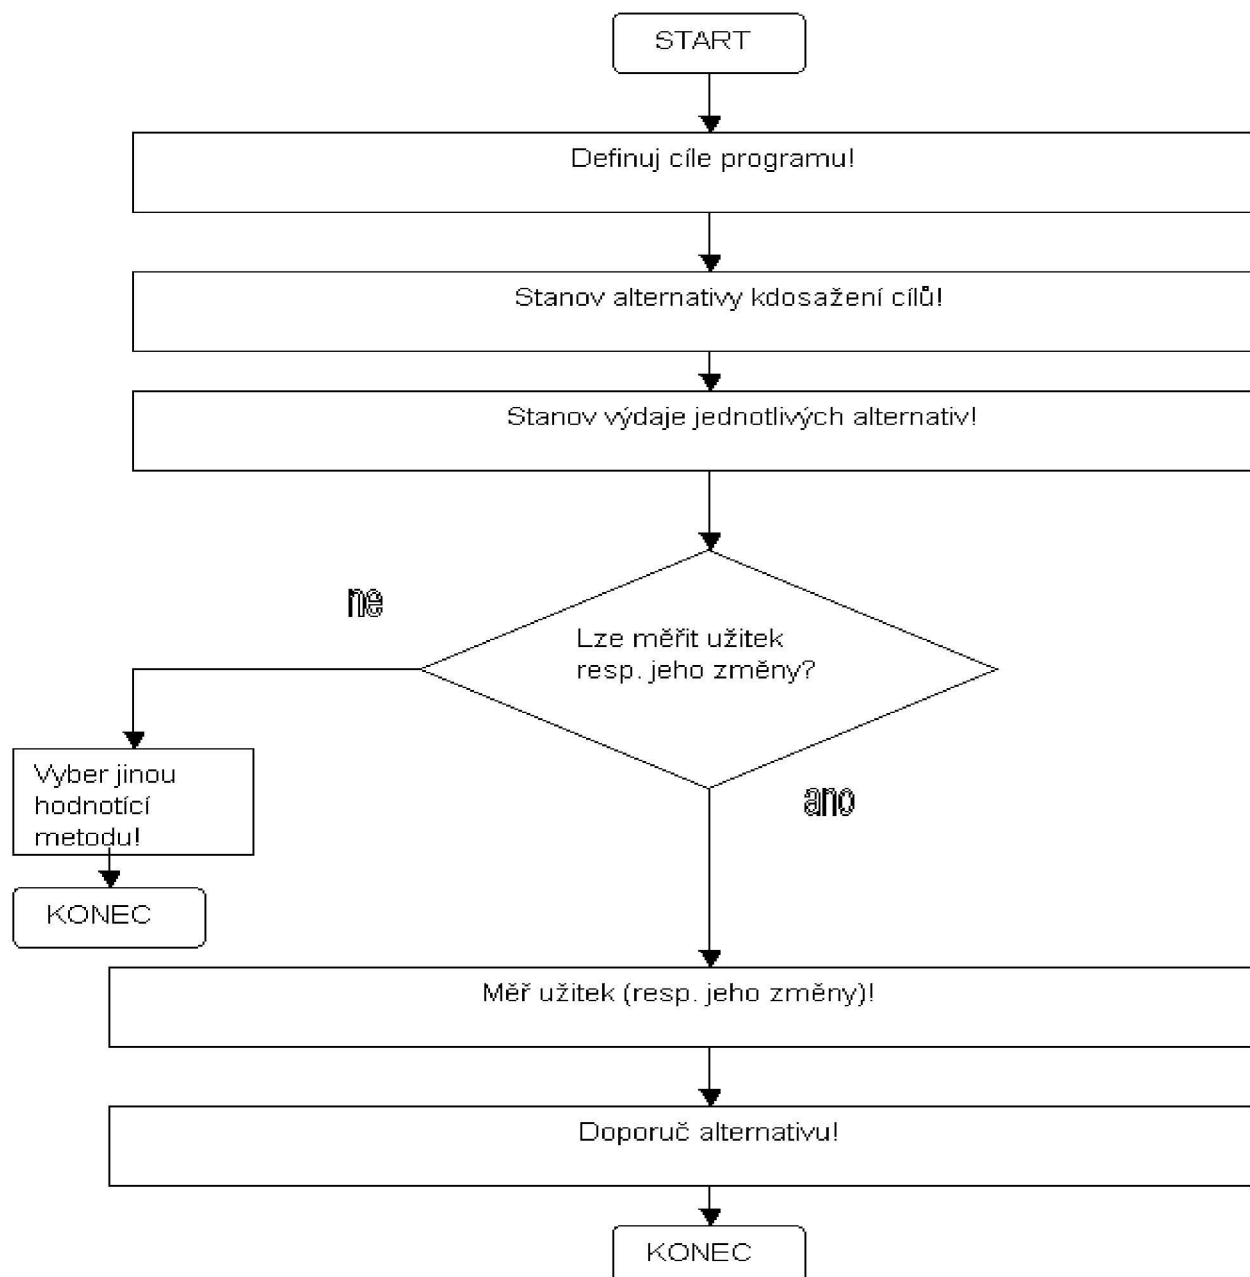 START
Definuj cíle programu!
Stanov alternativy kdosažení cílů!
Stanov výdaje jednotlivých alternativ!
ne
Lze měřit užitek
resp. jeho změny?
Vyber jinou
hodnotící
metodu!
ano
KONEC
Měř užitek (resp. jeho změny)!
Doporuč alternativu!
KONEC